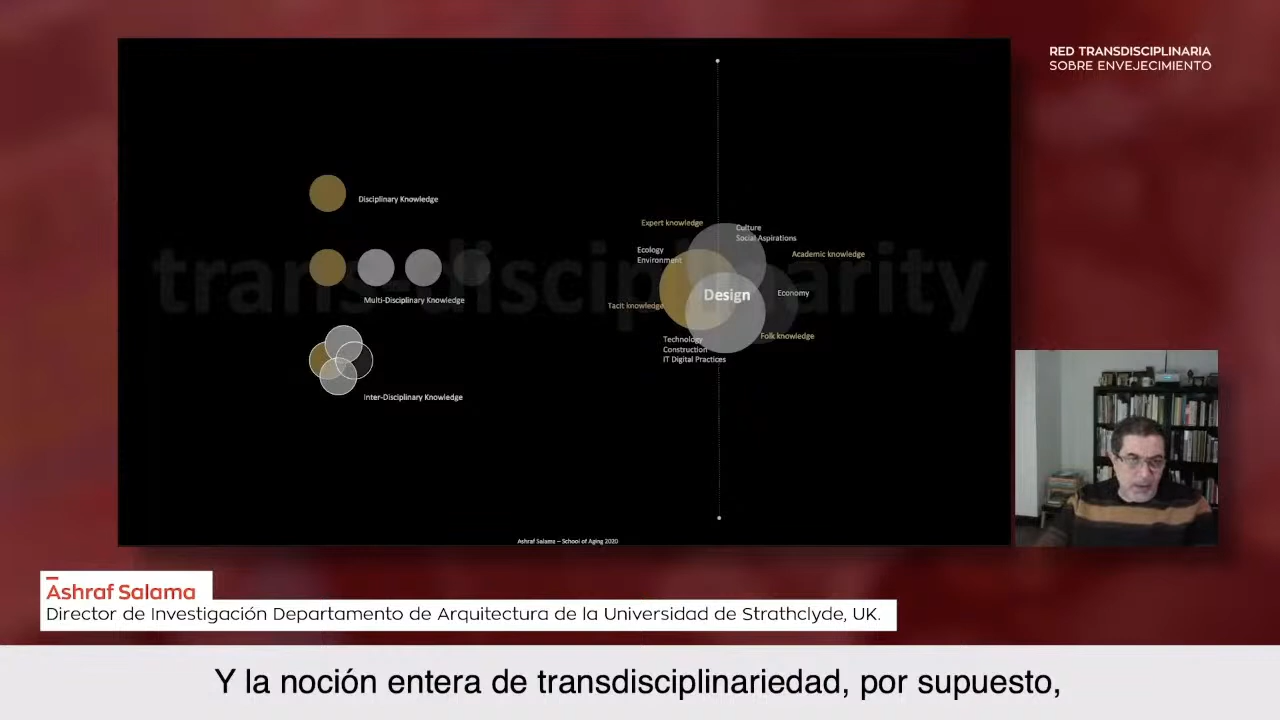 RED TRANSDISCIPLINARIA
SOBRE ENVEJECIMIENTO
trans-disciplinarity
Disciplinary Knowledge
Multi-Disciplinary Knowledge
Inter-Disciplinary Knowledge
Expert knowledge
Culture
Social Aspirations
Ecology
Environment
Academic knowledge
Design
Economy
Tacit knowledge
Folk knowledge
Technology
Construction
IT Digital Practices
Ashraf Salama – School of Aging 2020
Ashraf Salama
Director de Investigación Departamento de Arquitectura de la Universidad de Strathclyde, UK.
Y la noción entera de transdisciplinariedad, por supuesto,